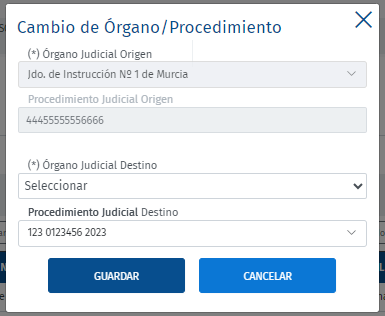 Cambio de Órgano/Procedimiento
(*) Órgano Judicial Origen
Jdo. de Instrucción Nº 1 de Murcia
Procedimiento Judicial Origen
44455555556666
(*) Órgano Judicial Destino
Seleccionar
Procedimiento Judicial Destino
123 0123456 2023
GUARDAR
CANCELAR